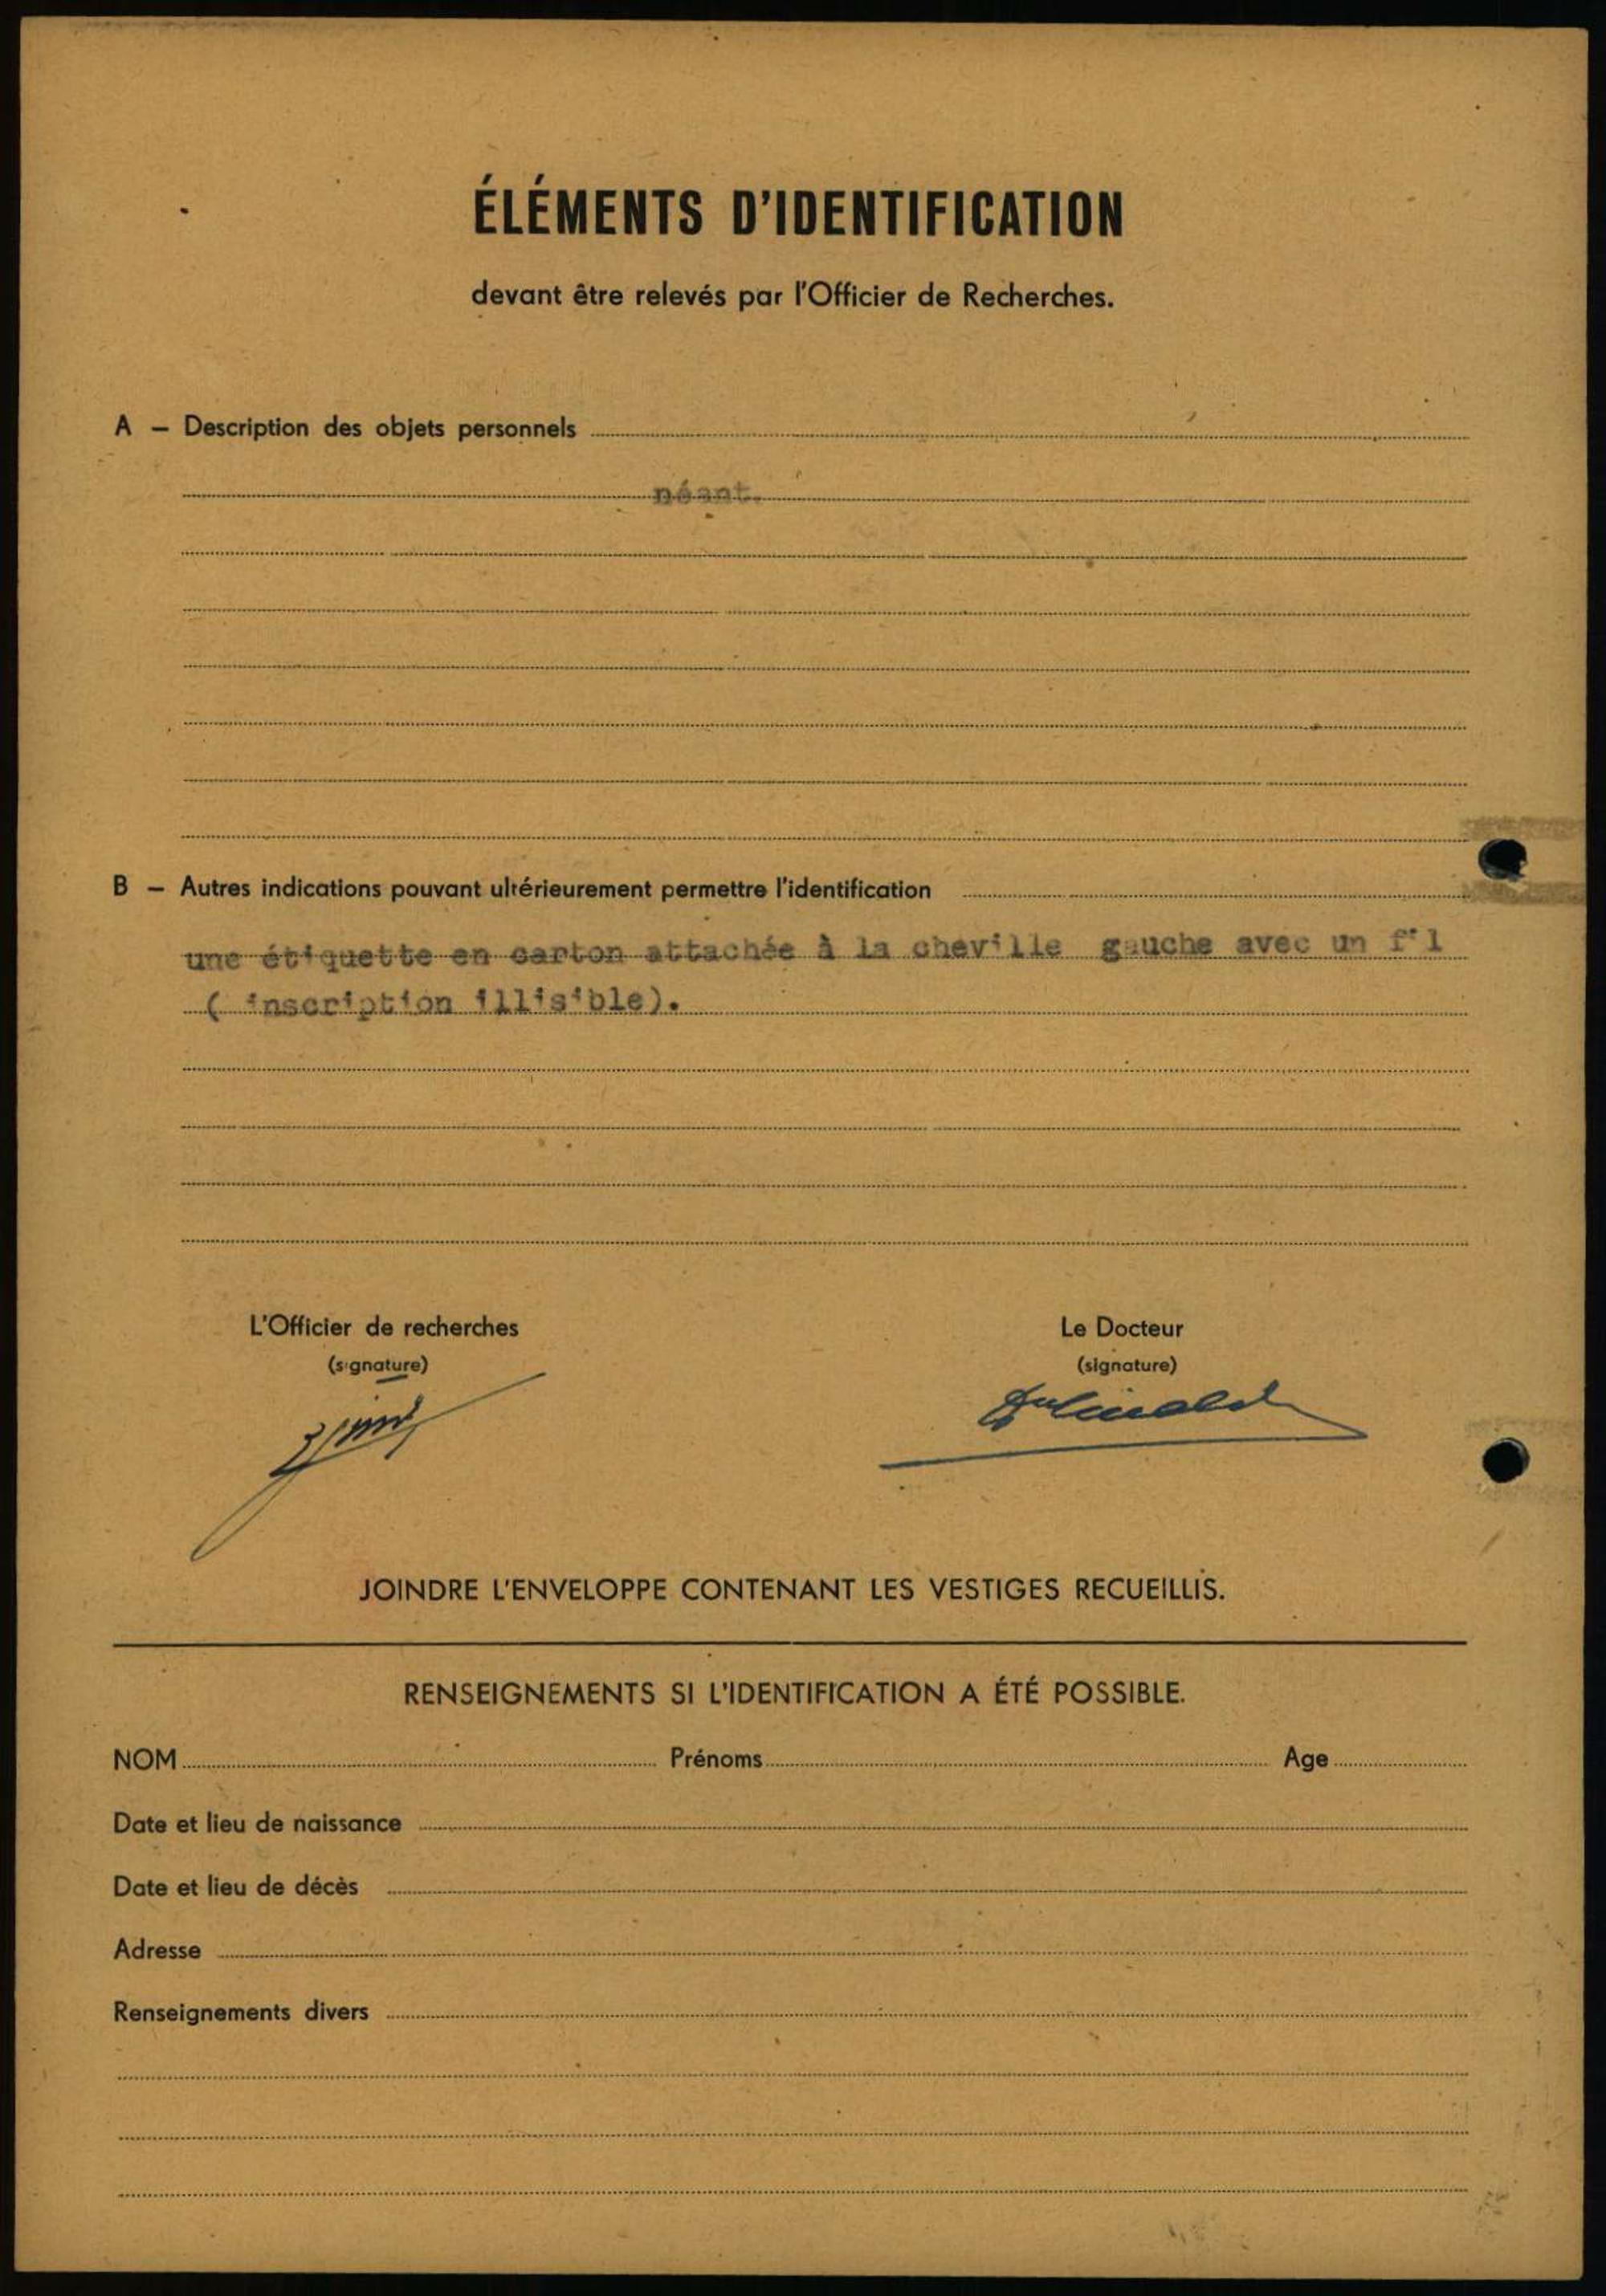 ÉLÉMENTS D'IDENTIFICATION
devant être relevés par l'Officier de Recherches.
A – Description des objets personnels
néant.
B – Autres indications pouvant ultérieurement permettre l'identification
une étiquette en carton attachée à la cheville gauche avec un fil
( inscription illisible).
L'Officier de recherches
Le Docteur
(signature)
(signature)
JOINDRE L'ENVELOPPE CONTENANT LES VESTIGES RECUEILLIS.
RENSEIGNEMENTS SI L'IDENTIFICATION A ÉTÉ POSSIBLE.
NOM Prénoms Age
Date et lieu de naissance
Date et lieu de décès
Adresse
Renseignements divers